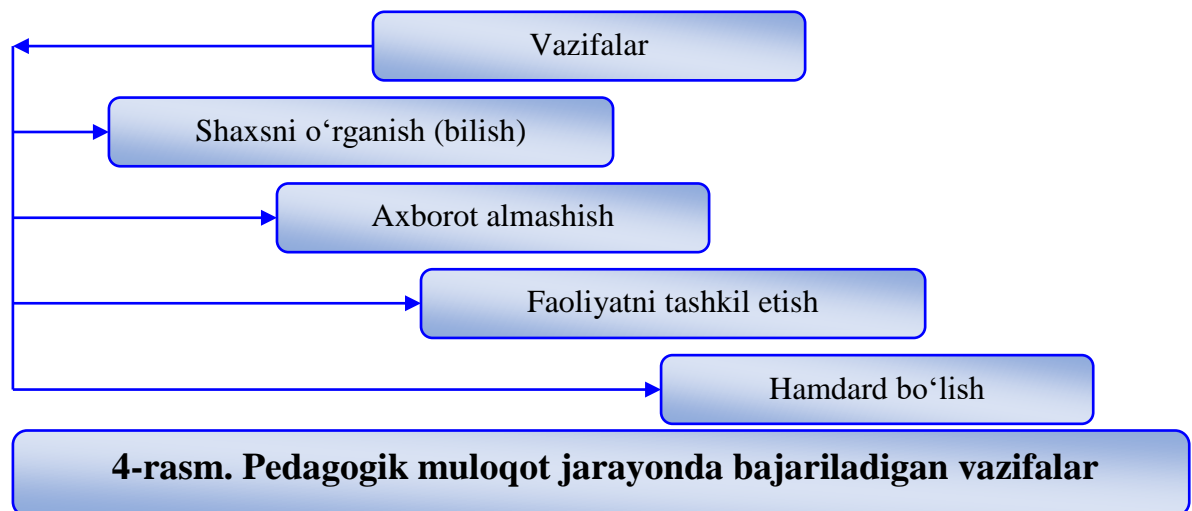 Vazifalar
Shaxsni o‘rganish (bilish)
Axborot almashish
Faoliyatni tashkil etish
Hamdard bo‘lish
4-rasm. Pedagogik muloqot jarayonda bajariladigan vazifalar